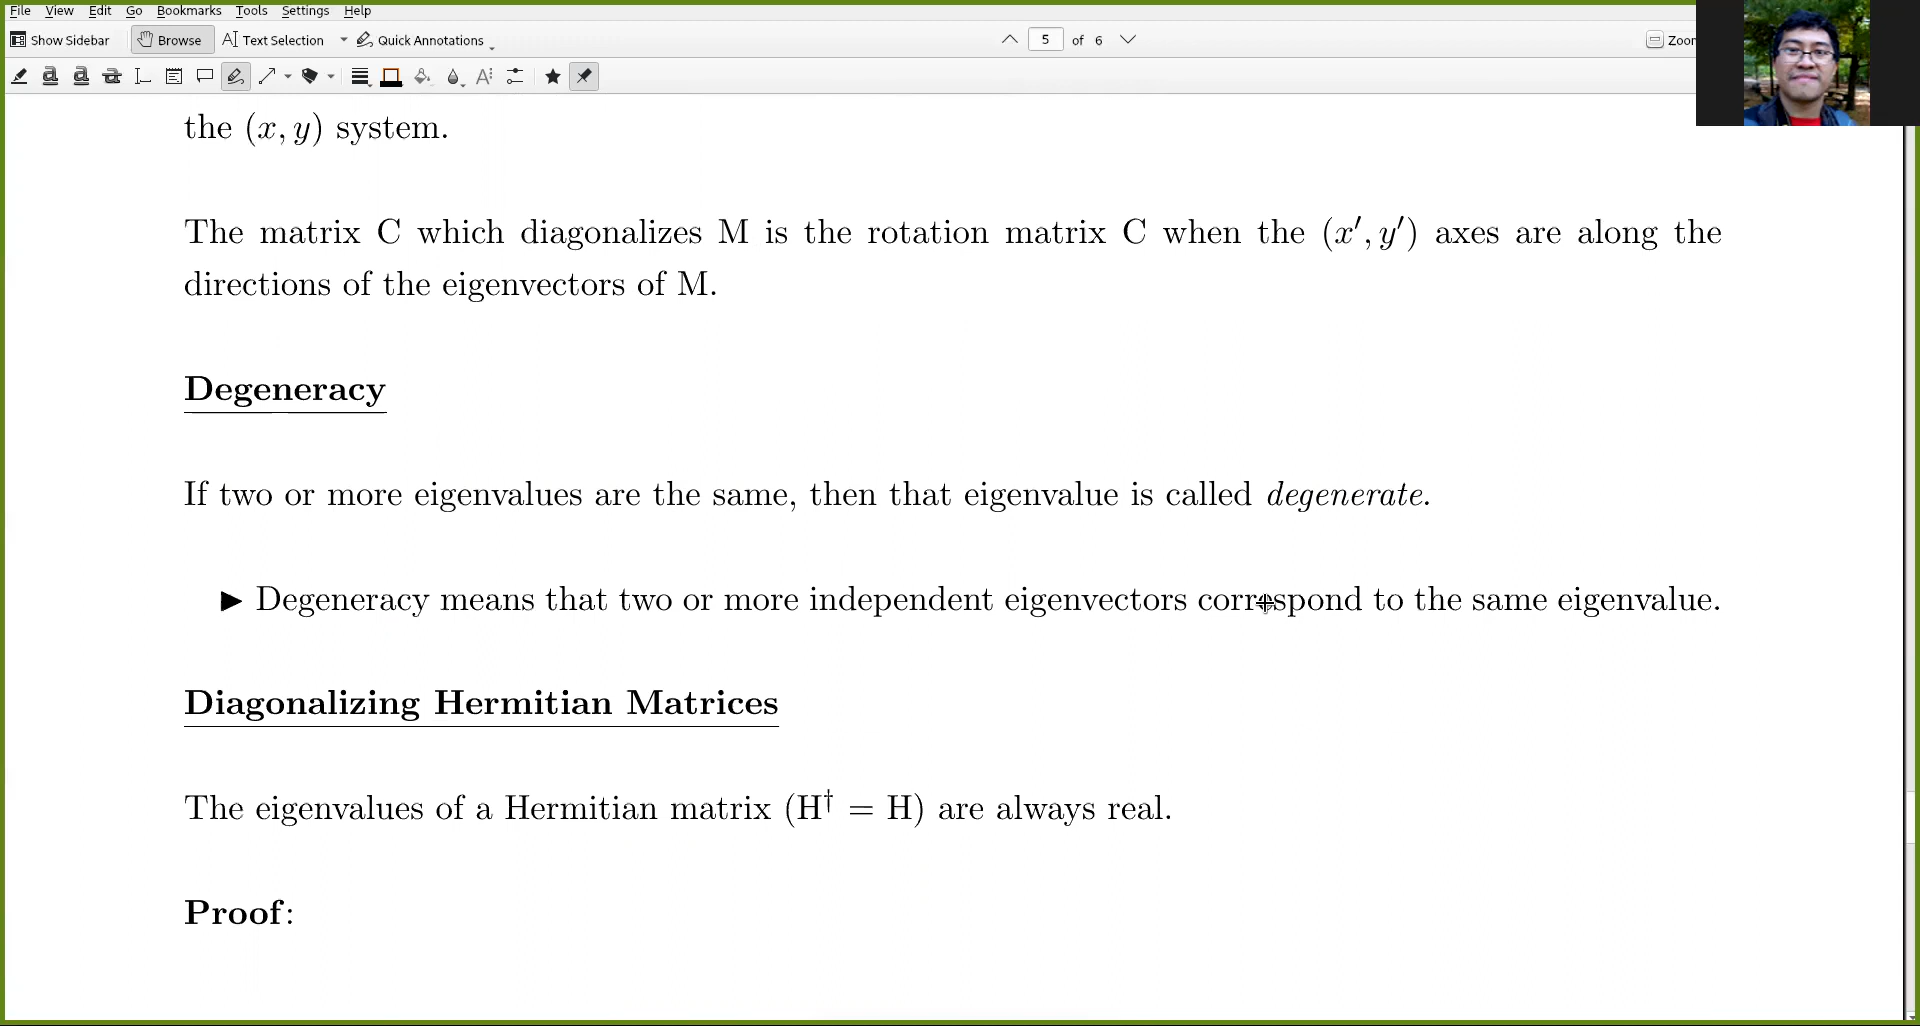 File View Edit Go Bookmarks Tools Settings Help
Show Sidebar Browse Text Selection Quick Annotations 5 of 6 Zoo
the (x, y) system.
The matrix C which diagonalizes M is the rotation matrix C when the (x′, y′) axes are along the
directions of the eigenvectors of M.
Degeneracy
If two or more eigenvalues are the same, then that eigenvalue is called degenerate.
▶ Degeneracy means that two or more independent eigenvectors correspond to the same eigenvalue.
Diagonalizing Hermitian Matrices
The eigenvalues of a Hermitian matrix (H† = H) are always real.
Proof: